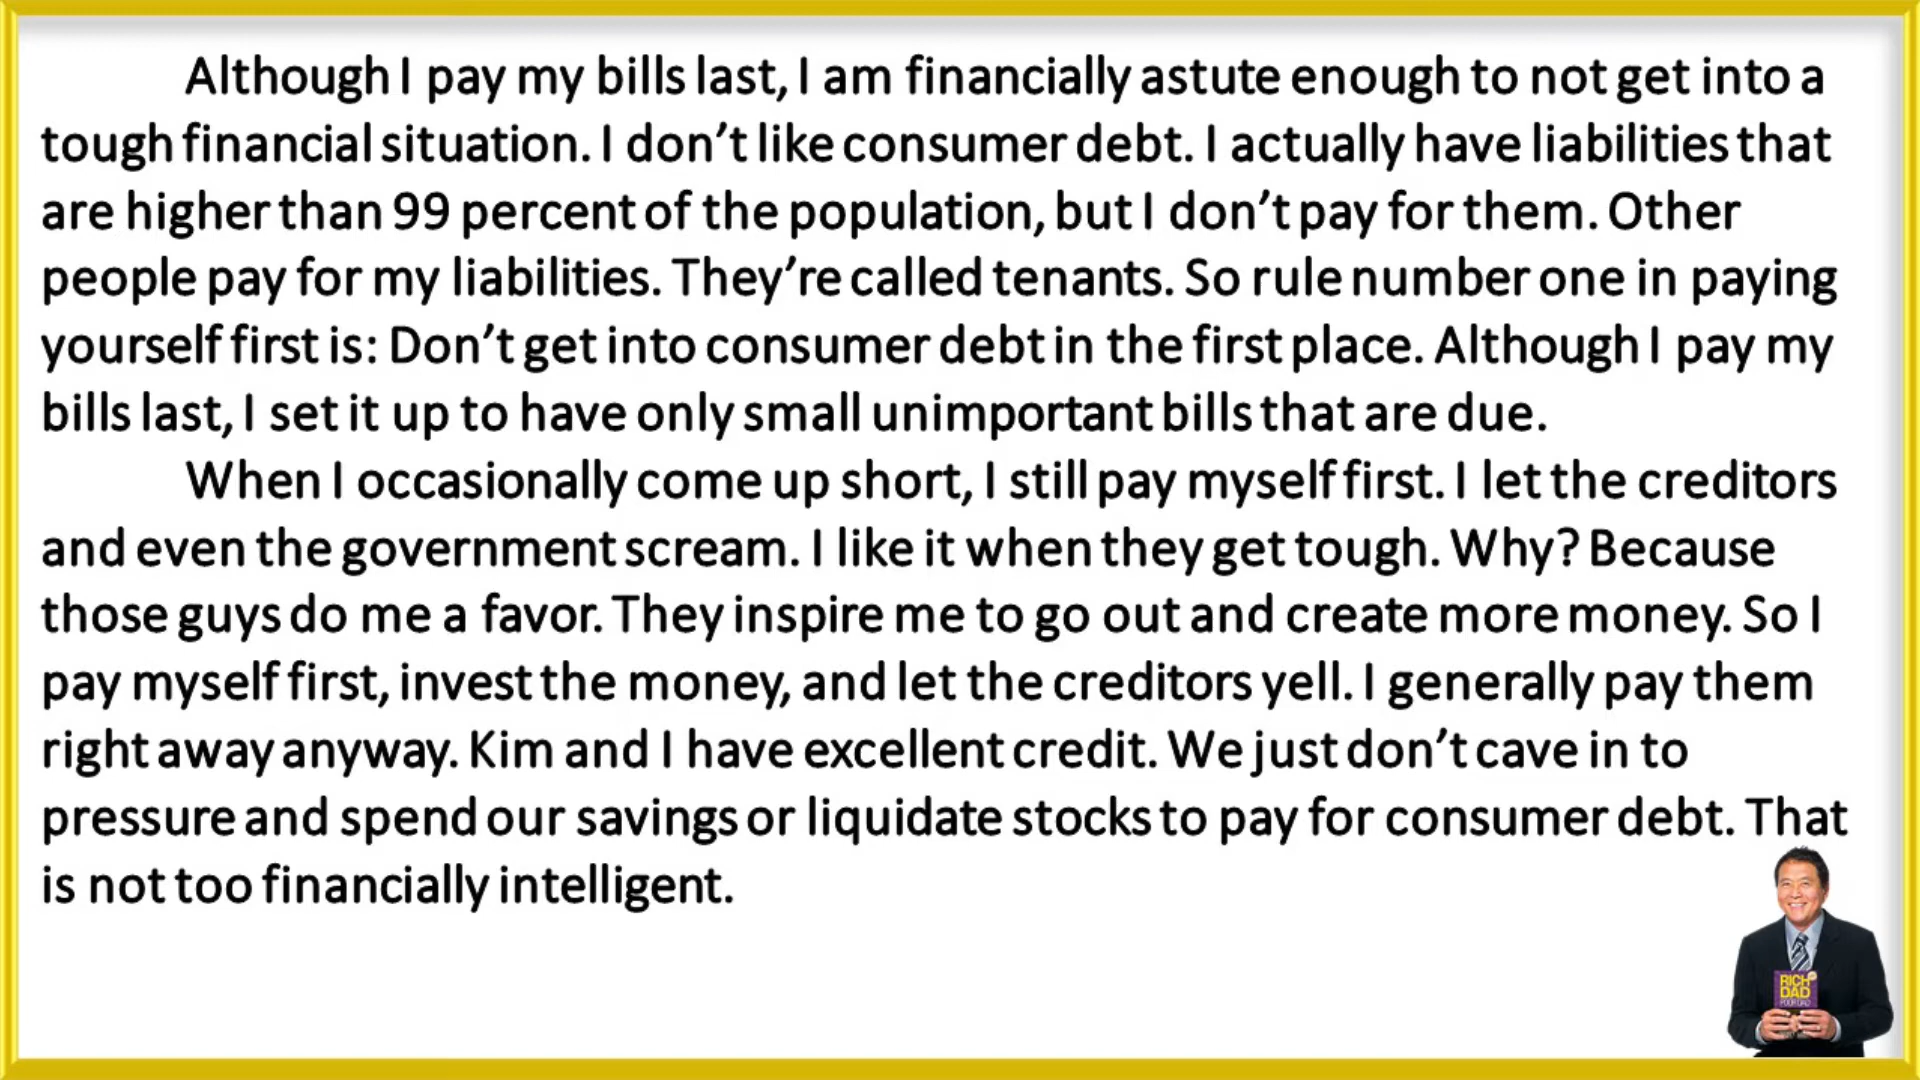 Although I pay my bills last, I am financially astute enough to not get into a
tough financial situation. I don’t like consumer debt. I actually have liabilities that
are higher than 99 percent of the population, but I don’t pay for them. Other
people pay for my liabilities. They’re called tenants. So rule number one in paying
yourself first is: Don’t get into consumer debt in the first place. Although I pay my
bills last, I set it up to have only small unimportant bills that are due.
When I occasionally come up short, I still pay myself first. I let the creditors
and even the government scream. I like it when they get tough. Why? Because
those guys do me a favor. They inspire me to go out and create more money. So I
pay myself first, invest the money, and let the creditors yell. I generally pay them
right away anyway. Kim and I have excellent credit. We just don’t cave in to
pressure and spend our savings or liquidate stocks to pay for consumer debt. That
is not too financially intelligent.
RICH
DAD
POOR DAD